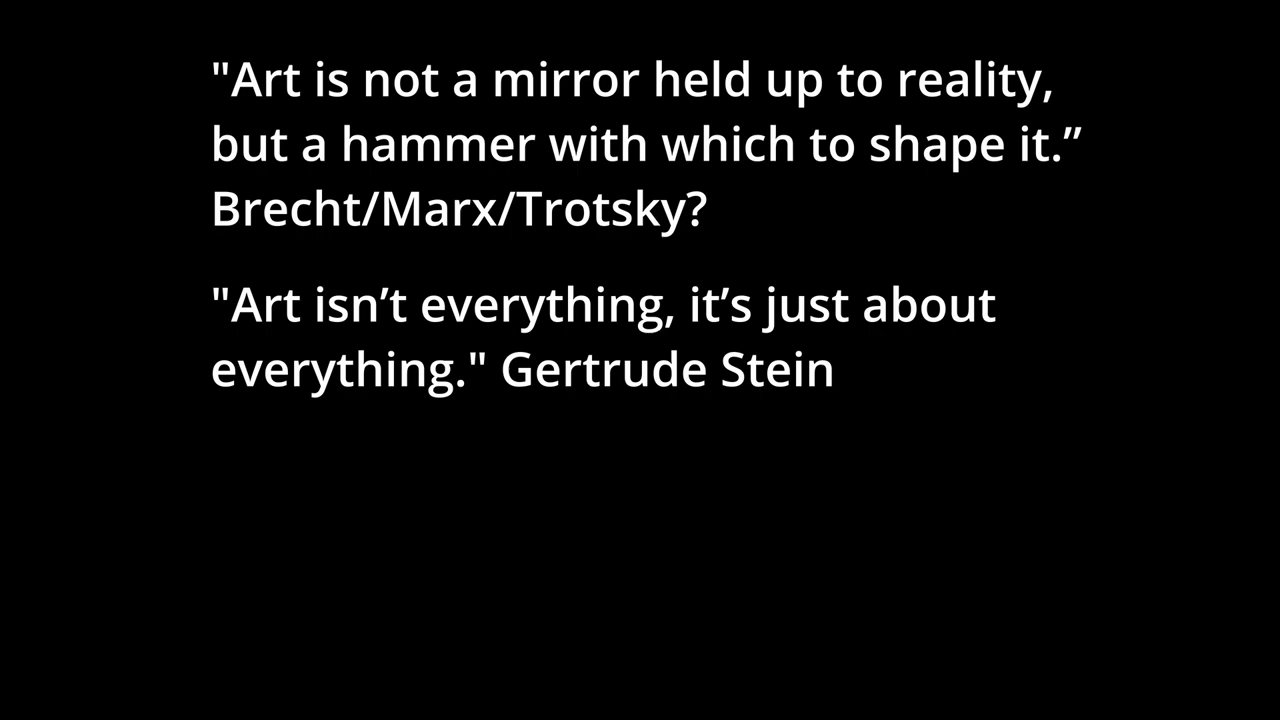 "Art is not a mirror held up to reality,
but a hammer with which to shape it.”
Brecht/Marx/Trotsky?
"Art isn’t everything, it’s just about
everything." Gertrude Stein